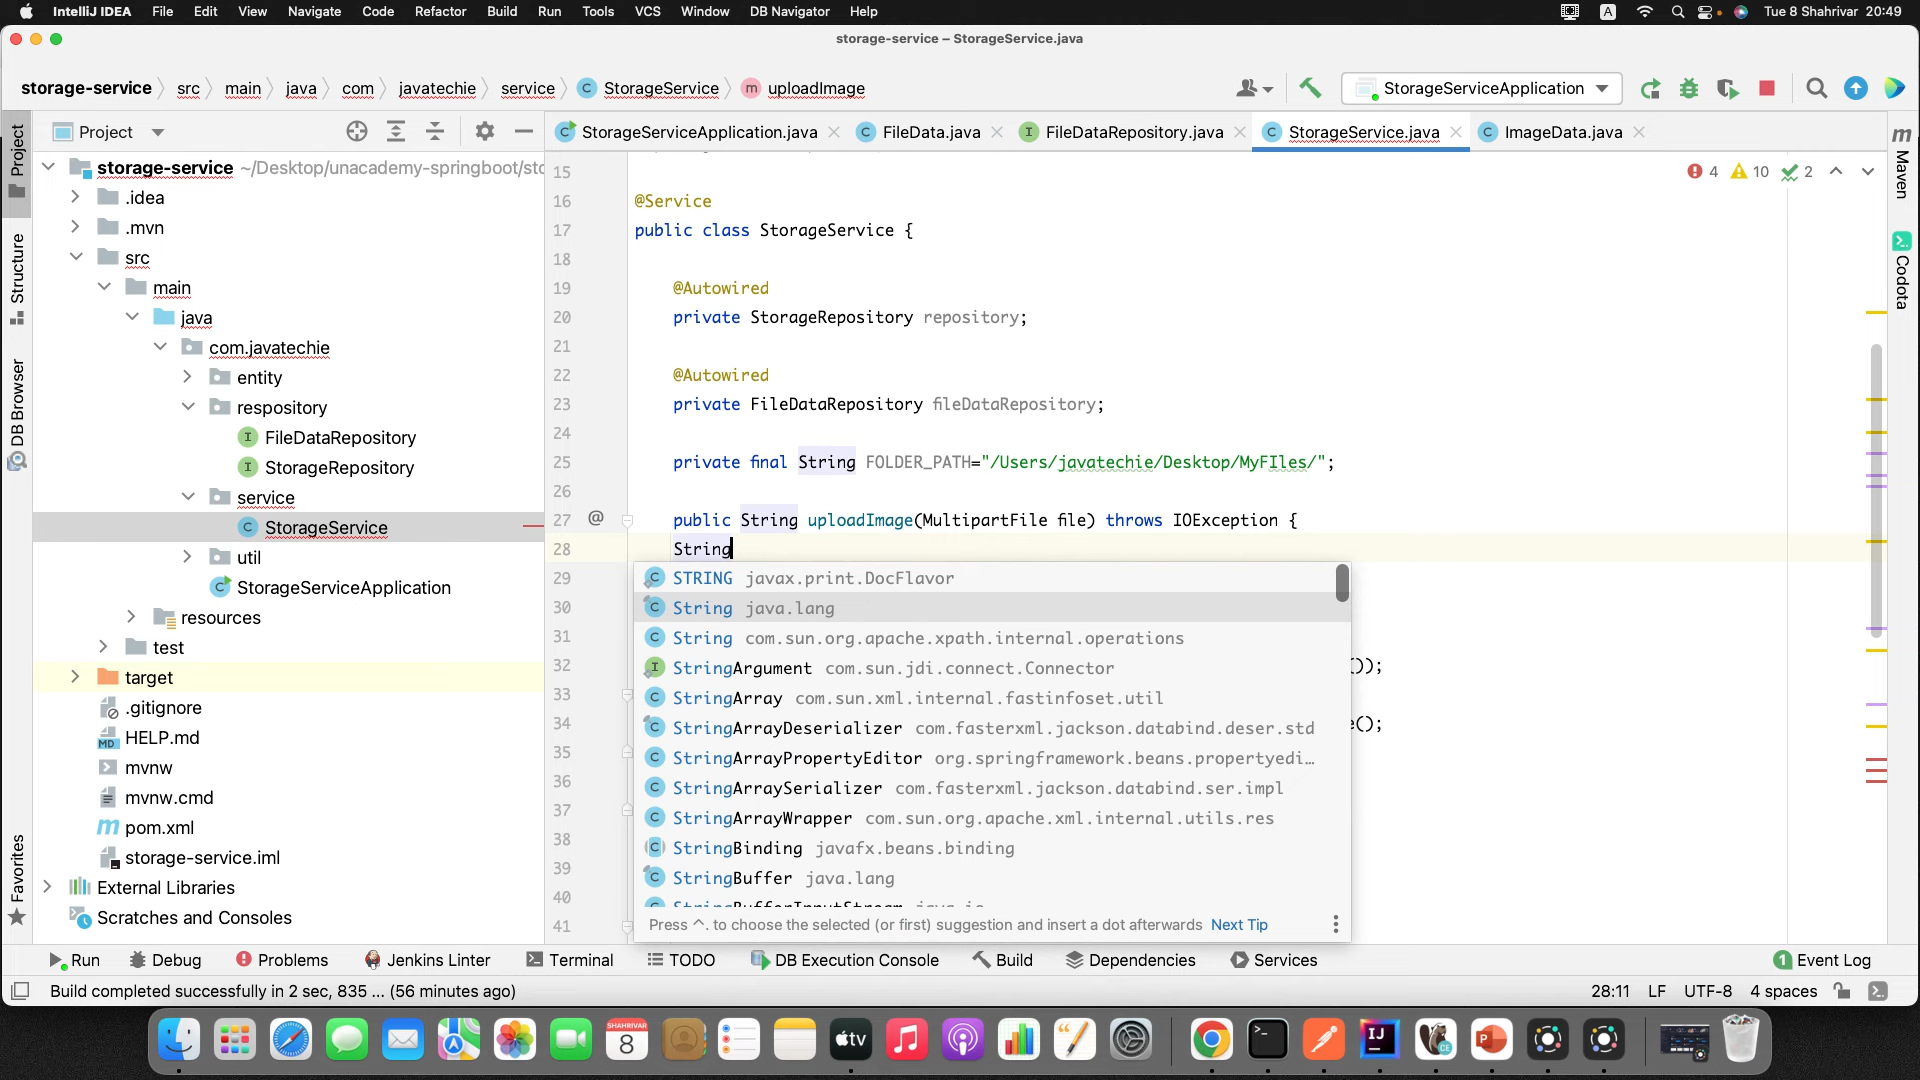 IntelliJ IDEA File Edit View Navigate Code Refactor Build Run Tools VCS Window DB Navigator Help A Tue 8 Shahrivar 20:49
storage-service – StorageService.java
storage-service src main java com javatechie service C StorageService m uploadImage StorageServiceApplication
Project
StorageServiceApplication.java FileData.java FileDataRepository.java StorageService.java ImageData.java
4 10 2
storage-service ~/Desktop/unacademy-springboot/sto
.idea
.mvn
src
main
java
com.javatechie
entity
respository
FileDataRepository
StorageRepository
service
StorageService
util
StorageServiceApplication
resources
test
target
.gitignore
HELP.md
mvnw
mvnw.cmd
pom.xml
storage-service.iml
External Libraries
Scratches and Consoles
Project
Structure
DB Browser
Favorites
15
16 @Service
17 public class StorageService {
18
19 @Autowired
20 private StorageRepository repository;
21
22 @Autowired
23 private FileDataRepository fileDataRepository;
24
25 private final String FOLDER_PATH="/Users/javatechie/Desktop/MyFIles/";
26
27 @ public String uploadImage(MultipartFile file) throws IOException {
28 String
29
30
31
32 ());
33
34 e();
35
36
37
38
39
40
41
STRING javax.print.DocFlavor
String java.lang
String com.sun.org.apache.xpath.internal.operations
StringArgument com.sun.jdi.connect.Connector
StringArray com.sun.xml.internal.fastinfoset.util
StringArrayDeserializer com.fasterxml.jackson.databind.deser.std
StringArrayPropertyEditor org.springframework.beans.propertyedi…
StringArraySerializer com.fasterxml.jackson.databind.ser.impl
StringArrayWrapper com.sun.org.apache.xml.internal.utils.res
StringBinding javafx.beans.binding
StringBuffer java.lang
Press ^. to choose the selected (or first) suggestion and insert a dot afterwards Next Tip
m Maven
Codota
Run Debug Problems Jenkins Linter Terminal TODO DB Execution Console Build Dependencies Services 1 Event Log
Build completed successfully in 2 sec, 835 ... (56 minutes ago) 28:11 LF UTF-8 4 spaces
SHAHRIVAR
8
tv
IJ
CE
P